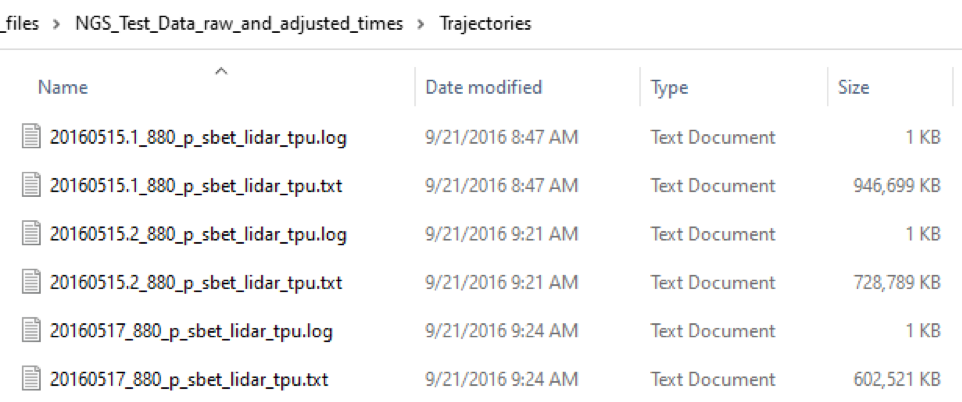 _files > NGS_Test_Data_raw_and_adjusted_times > Trajectories
Name Date modified Type Size
20160515.1_880_p_sbet_lidar_tpu.log 9/21/2016 8:47 AM Text Document 1 KB
20160515.1_880_p_sbet_lidar_tpu.txt 9/21/2016 8:47 AM Text Document 946,699 KB
20160515.2_880_p_sbet_lidar_tpu.log 9/21/2016 9:21 AM Text Document 1 KB
20160515.2_880_p_sbet_lidar_tpu.txt 9/21/2016 9:21 AM Text Document 728,789 KB
20160517_880_p_sbet_lidar_tpu.log 9/21/2016 9:24 AM Text Document 1 KB
20160517_880_p_sbet_lidar_tpu.txt 9/21/2016 9:24 AM Text Document 602,521 KB